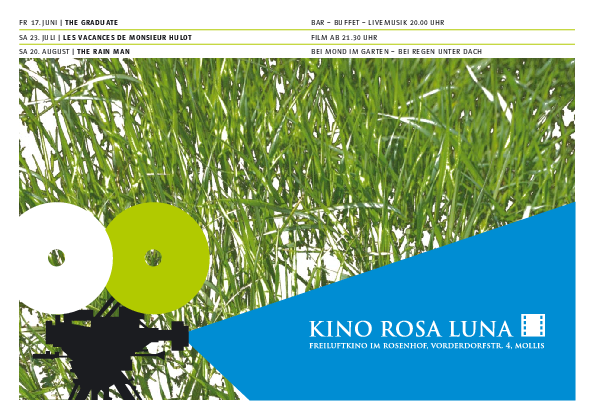 FR 17. JUNI | THE GRADUATE
BAR – BUFFET – LIVEMUSIK 20.00 UHR
SA 23. JULI | LES VACANCES DE MONSIEUR HULOT
FILM AB 21.30 UHR
SA 20. AUGUST | THE RAIN MAN
BEI MOND IM GARTEN – BEI REGEN UNTER DACH
KINO ROSA LUNA
FREILUFTKINO IM ROSENHOF, VORDERDORFSTR. 4, MOLLIS